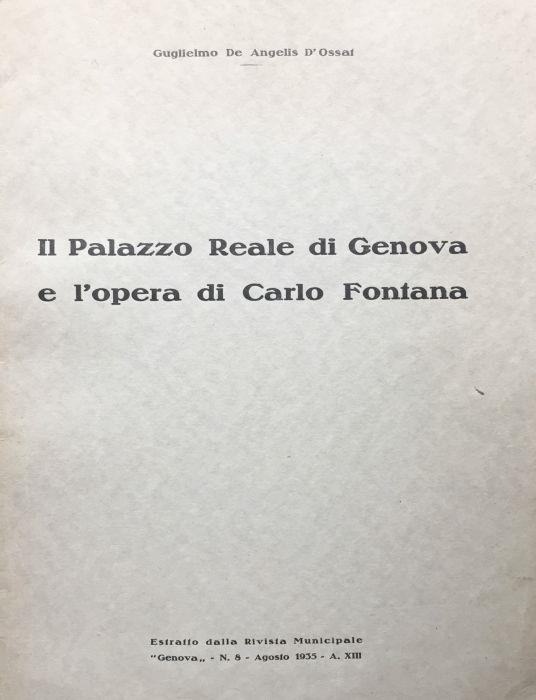 Guglielmo De Angelis D'Ossat
Il Palazzo Reale di Genova
e l'opera di Carlo Fontana
Estratto dalla Rivista Municipale
"Genova„ - N. 8 - Agosto 1935 - A. XIII